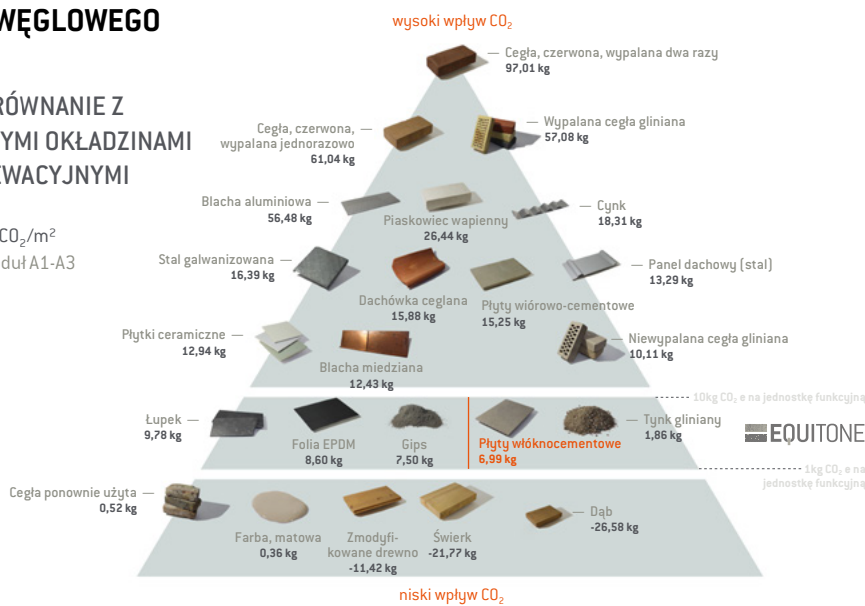 WĘGLOWEGO
RÓWNANIE Z
YMI OKŁADZINAMI
WACYJNYMI
CO₂/m²
duł A1-A3
wysoki wpływ CO₂
Cegła, czerwona, wypalana dwa razy
97,01 kg
Cegła, czerwona,
wypalana jednorazowo
61,04 kg
Wypalana cegła gliniana
57,08 kg
Blacha aluminiowa
56,48 kg
Piaskowiec wapienny
26,44 kg
Cynk
18,31 kg
Stal galwanizowana
16,39 kg
Dachówka ceglana
15,88 kg
Płyty wiórowo-cementowe
15,25 kg
Panel dachowy (stal)
13,29 kg
Płytki ceramiczne
12,94 kg
Blacha miedziana
12,43 kg
Niewypalana cegła gliniana
10,11 kg
10kg CO₂ e na jednostkę funkcyjną
Łupek
9,78 kg
Folia EPDM
8,60 kg
Gips
7,50 kg
Płyty włóknocementowe
6,99 kg
Tynk gliniany
1,86 kg
EQUITONE
1kg CO₂ e na
jednostkę funkcyjną
Cegła ponownie użyta
0,52 kg
Farba, matowa
0,36 kg
Zmodyfi-
kowane drewno
-11,42 kg
Świerk
-21,77 kg
Dąb
-26,58 kg
niski wpływ CO₂